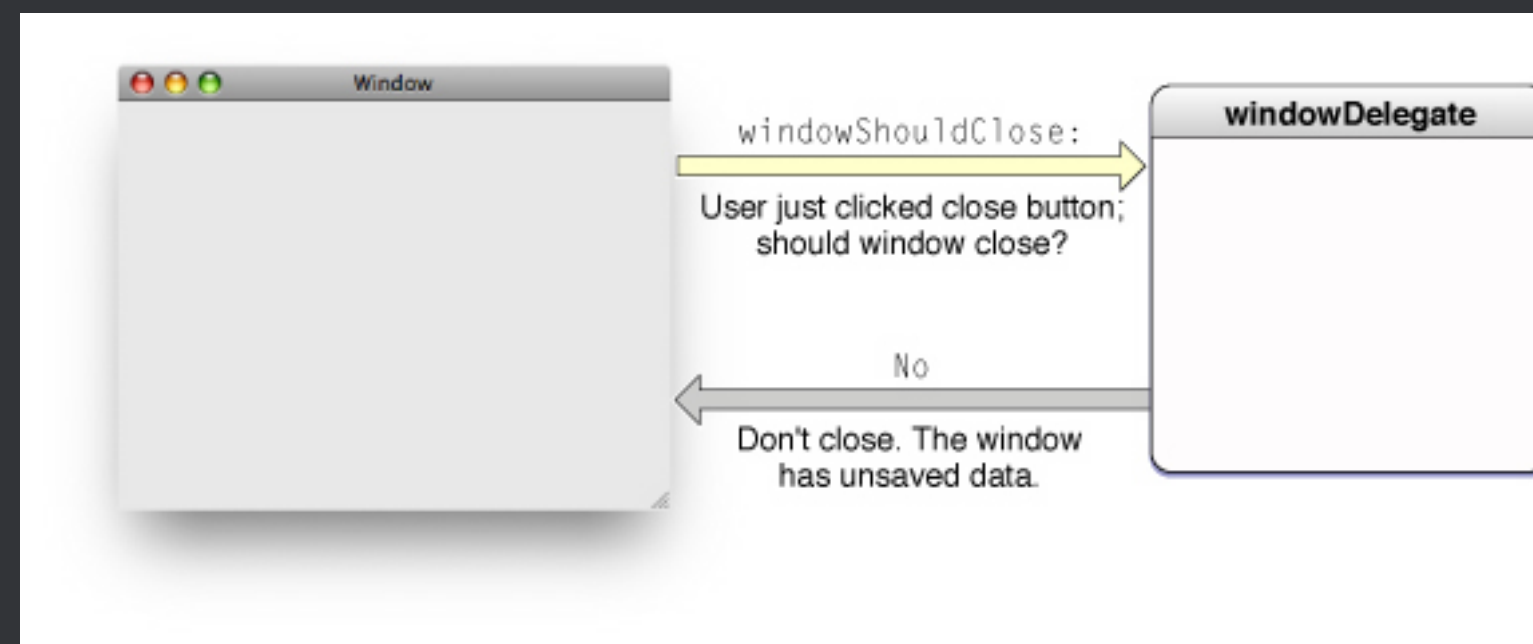 Window
windowShouldClose:
User just clicked close button;
should window close?
windowDelegate
No
Don't close. The window
has unsaved data.